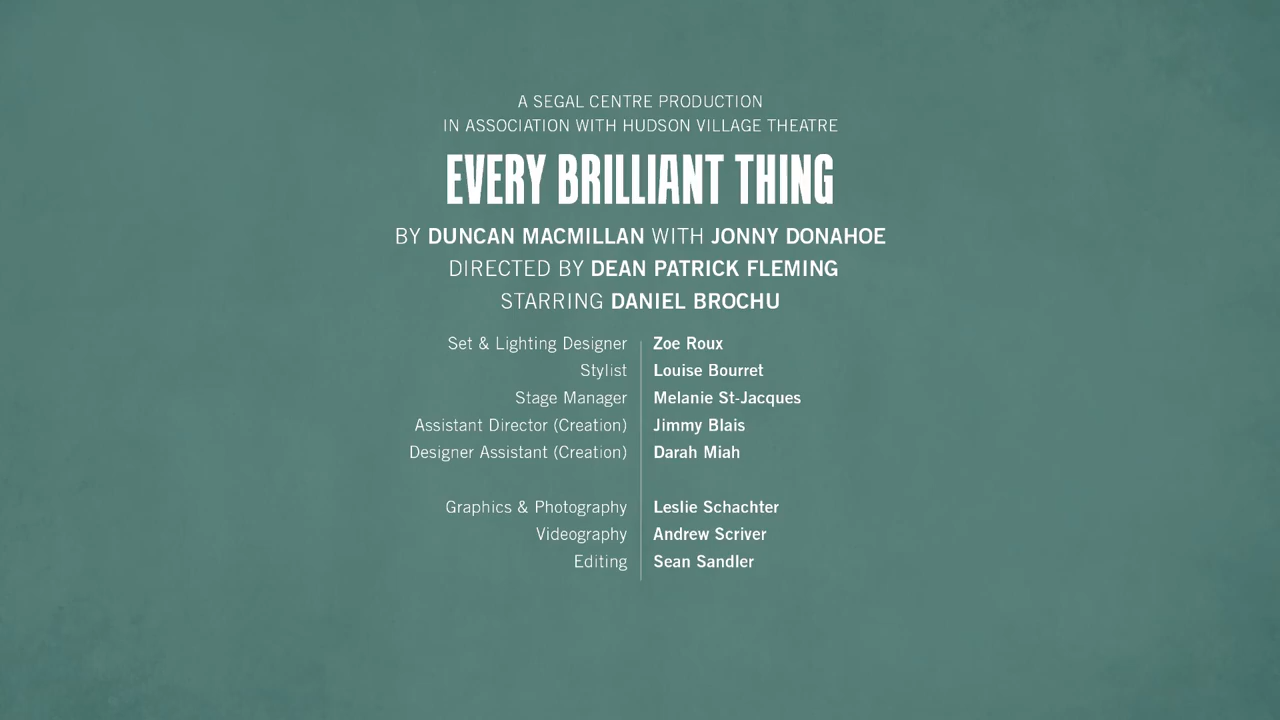 A SEGAL CENTRE PRODUCTION
IN ASSOCIATION WITH HUDSON VILLAGE THEATRE
EVERY BRILLIANT THING
BY DUNCAN MACMILLAN WITH JONNY DONAHOE
DIRECTED BY DEAN PATRICK FLEMING
STARRING DANIEL BROCHU
Set & Lighting Designer Zoe Roux
Stylist Louise Bourret
Stage Manager Melanie St-Jacques
Assistant Director (Creation) Jimmy Blais
Designer Assistant (Creation) Darah Miah
Graphics & Photography Leslie Schachter
Videography Andrew Scriver
Editing Sean Sandler